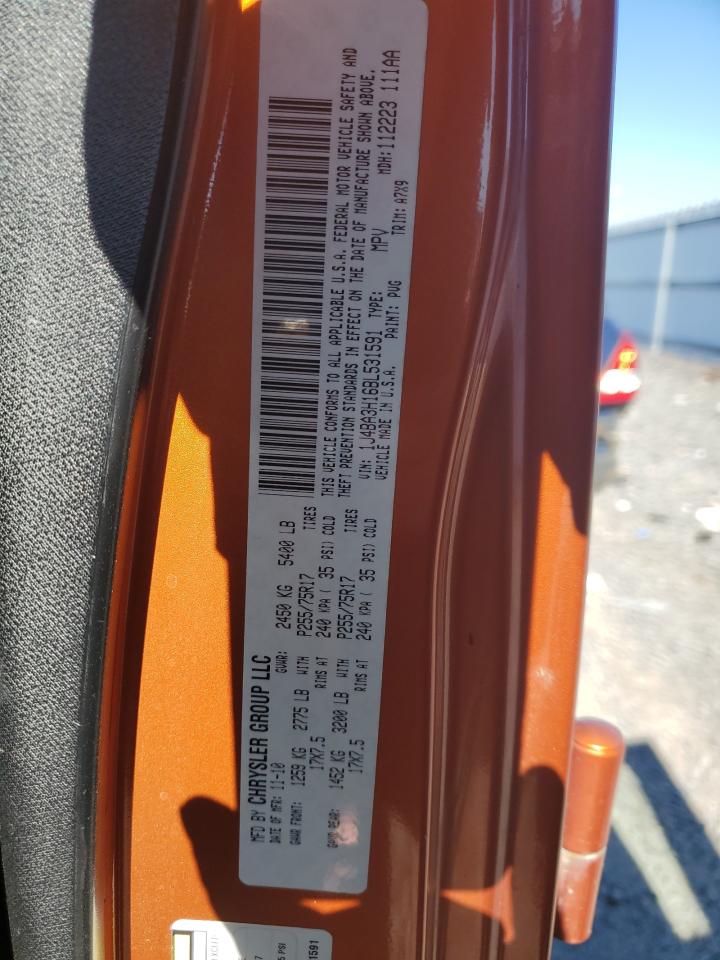 MFD BY CHRYSLER GROUP LLC
DATE OF MFR: 11-10 GVWR: 2450 KG 5400 LB
GAWR FRONT: 1259 KG 2775 LB WITH P255/75R17 TIRES
17X7.5 RIMS AT 240 KPA ( 35 PSI) COLD
GAWR REAR: 1452 KG 3200 LB WITH P255/75R17 TIRES
17X7.5 RIMS AT 240 KPA ( 35 PSI) COLD
THIS VEHICLE CONFORMS TO ALL APPLICABLE U.S.A. FEDERAL MOTOR VEHICLE SAFETY AND
THEFT PREVENTION STANDARDS IN EFFECT ON THE DATE OF MANUFACTURE SHOWN ABOVE.
VIN: 1J4BA3H16BL531591 TYPE: MPV MDH:112223 111AA
VEHICLE MADE IN U.S.A. PAINT: PVG TRIM: A7X9
5 PSI
1591